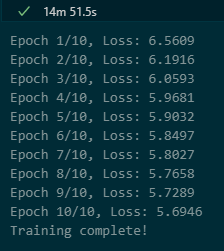 14m 51.5s
Epoch 1/10, Loss: 6.5609
Epoch 2/10, Loss: 6.1916
Epoch 3/10, Loss: 6.0593
Epoch 4/10, Loss: 5.9681
Epoch 5/10, Loss: 5.9032
Epoch 6/10, Loss: 5.8497
Epoch 7/10, Loss: 5.8027
Epoch 8/10, Loss: 5.7658
Epoch 9/10, Loss: 5.7289
Epoch 10/10, Loss: 5.6946
Training complete!